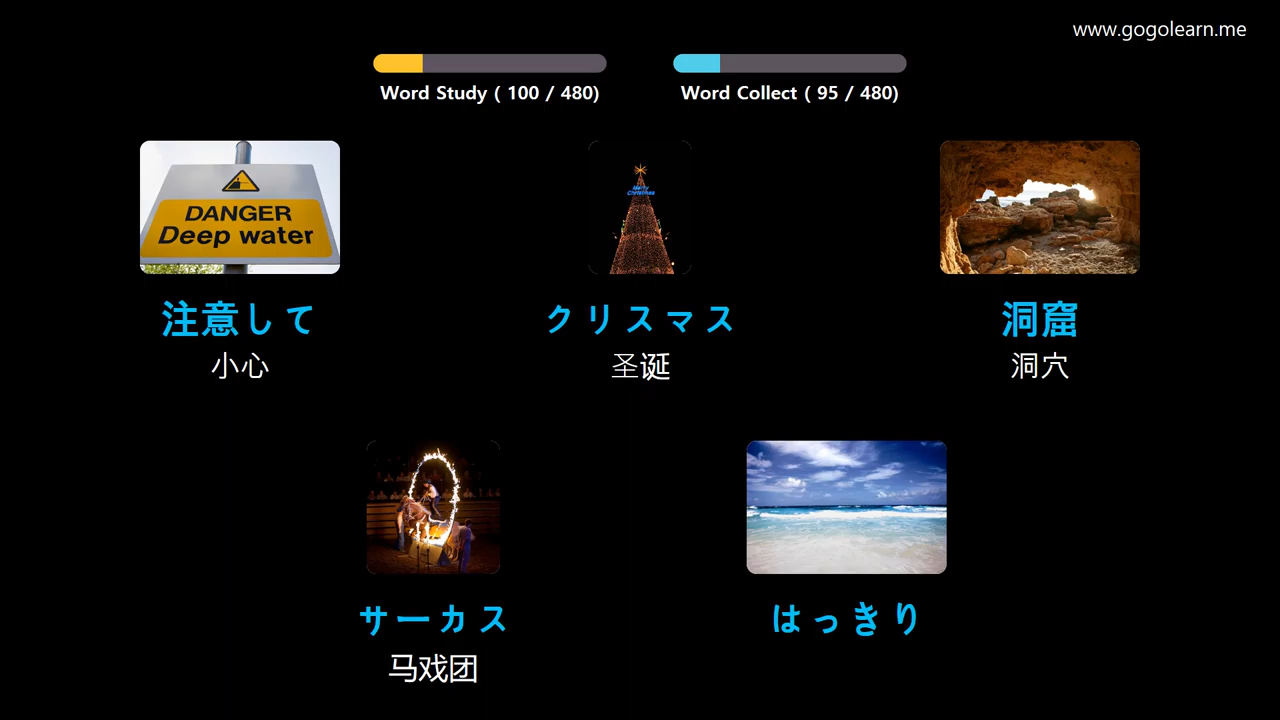 www.gogolearn.me
Word Study ( 100 / 480)
Word Collect ( 95 / 480)
DANGER
Deep water
Merry
Christmas
注意して
クリスマス
洞窟
小心
圣诞
洞穴
サーカス
はっきり
马戏团